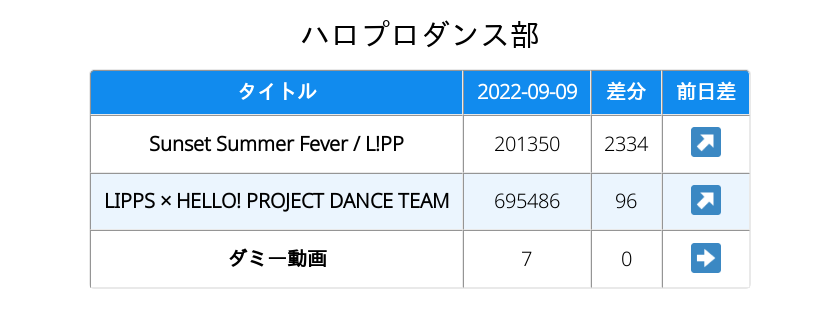 ハロプロダンス部
タイトル 2022-09-09 差分 前日差
Sunset Summer Fever / L!PP 201350 2334 ↗
LIPPS × HELLO! PROJECT DANCE TEAM 695486 96 ↗
ダミー動画 7 0 ➡